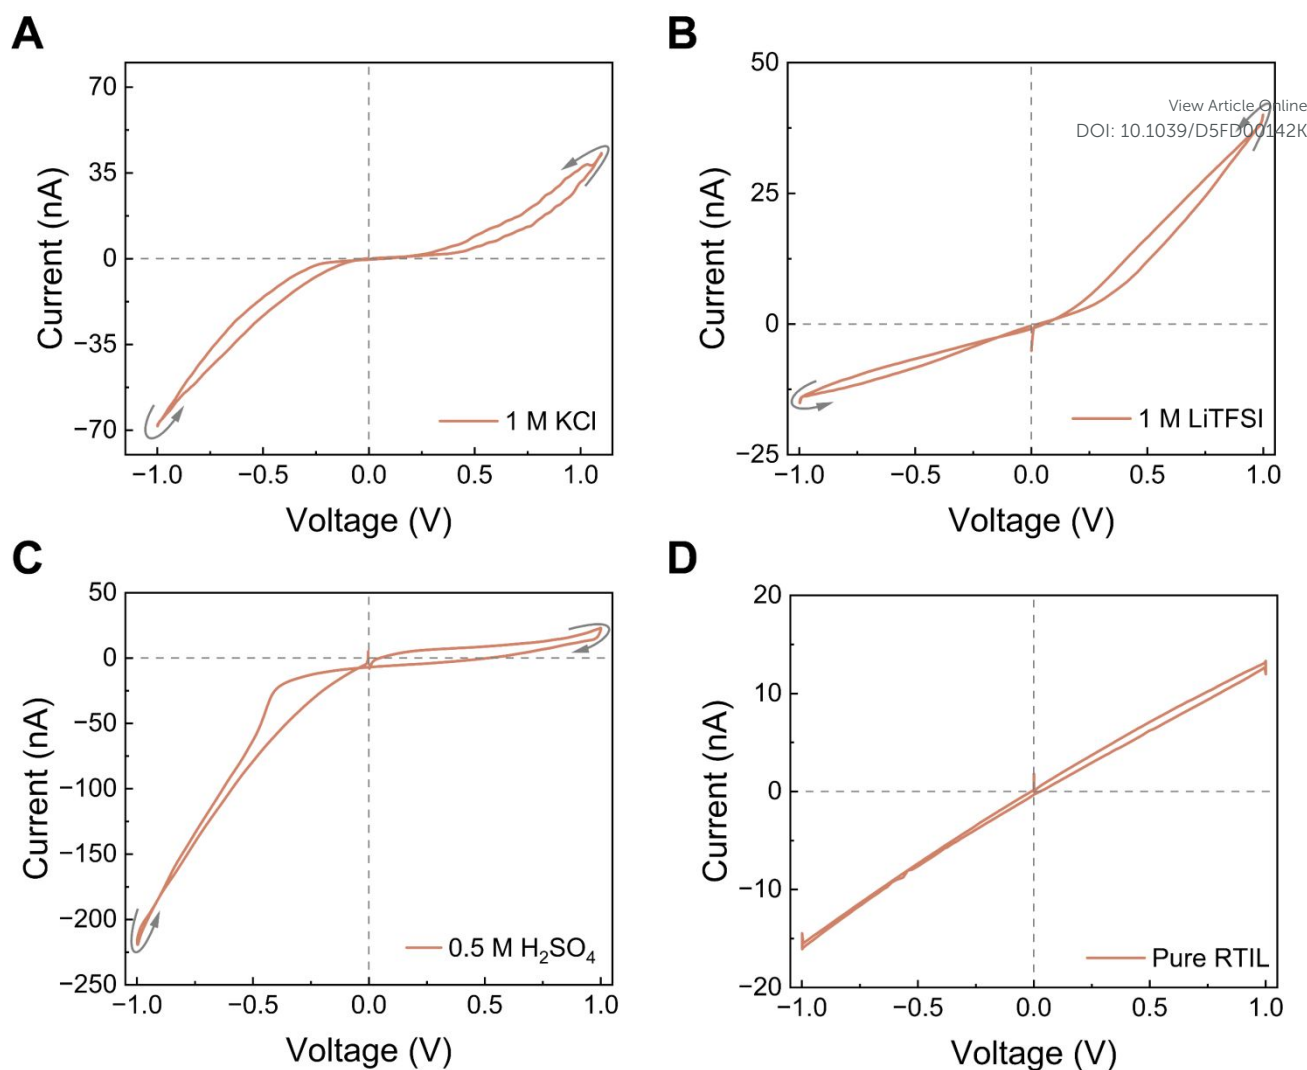 A
Current (nA)
70
35
0
−35
−70
1 M KCl
−1.0 −0.5 0.0 0.5 1.0
Voltage (V)
B
View Article Online
DOI: 10.1039/D5FD00142K
Current (nA)
50
25
0
−25
1 M LiTFSI
−1.0 −0.5 0.0 0.5 1.0
Voltage (V)
C
Current (nA)
50
0
−50
−100
−150
−200
−250
0.5 M H₂SO₄
−1.0 −0.5 0.0 0.5 1.0
Voltage (V)
D
Current (nA)
20
10
0
−10
−20
Pure RTIL
−1.0 −0.5 0.0 0.5 1.0
Voltage (V)